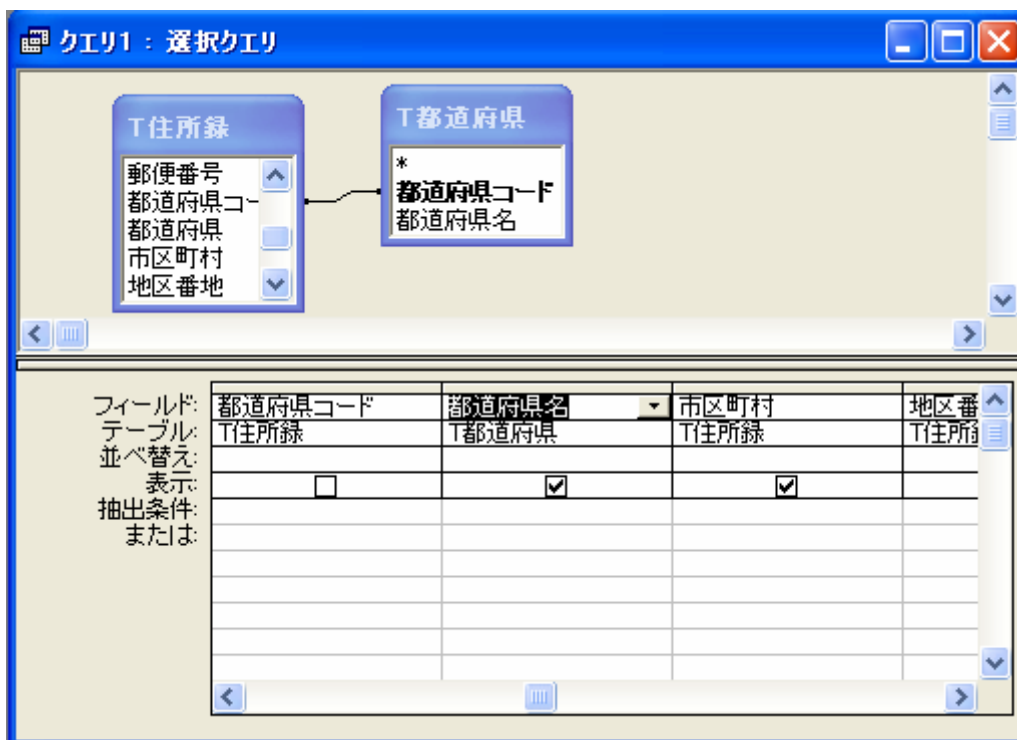 クエリ1 : 選択クエリ
T住所録
郵便番号
都道府県コー
都道府県
市区町村
地区番地
T都道府県
*
都道府県コード
都道府県名
フィールド: 都道府県コード 都道府県名 市区町村 地区番
テーブル: T住所録 T都道府県 T住所録 T住所
並べ替え:
表示:
抽出条件:
または: